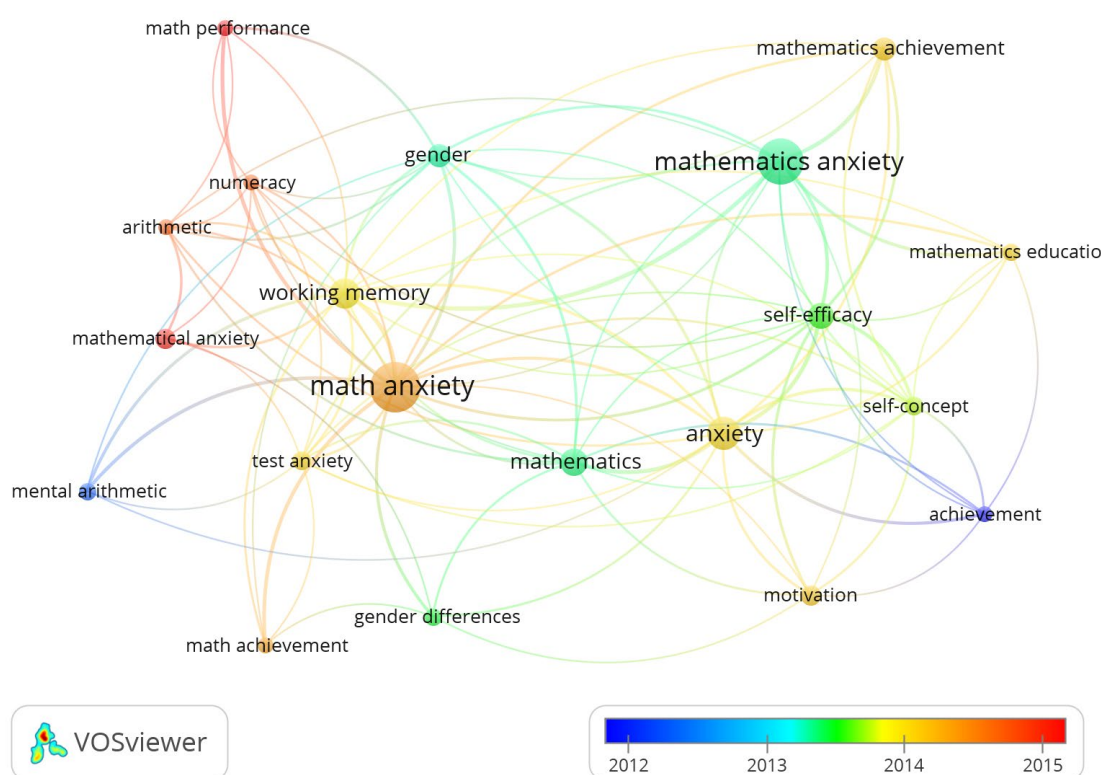 math performance
mathematics achievement
gender
mathematics anxiety
numeracy
arithmetic
mathematics educatio
working memory
self-efficacy
mathematical anxiety
math anxiety
self-concept
anxiety
test anxiety
mathematics
mental arithmetic
achievement
motivation
gender differences
math achievement
VOSviewer
2012 2013 2014 2015